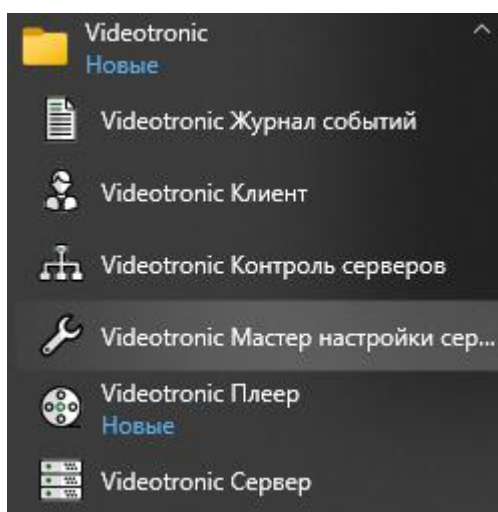 Videotronic
Новые
Videotronic Журнал событий
Videotronic Клиент
Videotronic Контроль серверов
Videotronic Мастер настройки сер...
Videotronic Плеер
Новые
Videotronic Сервер